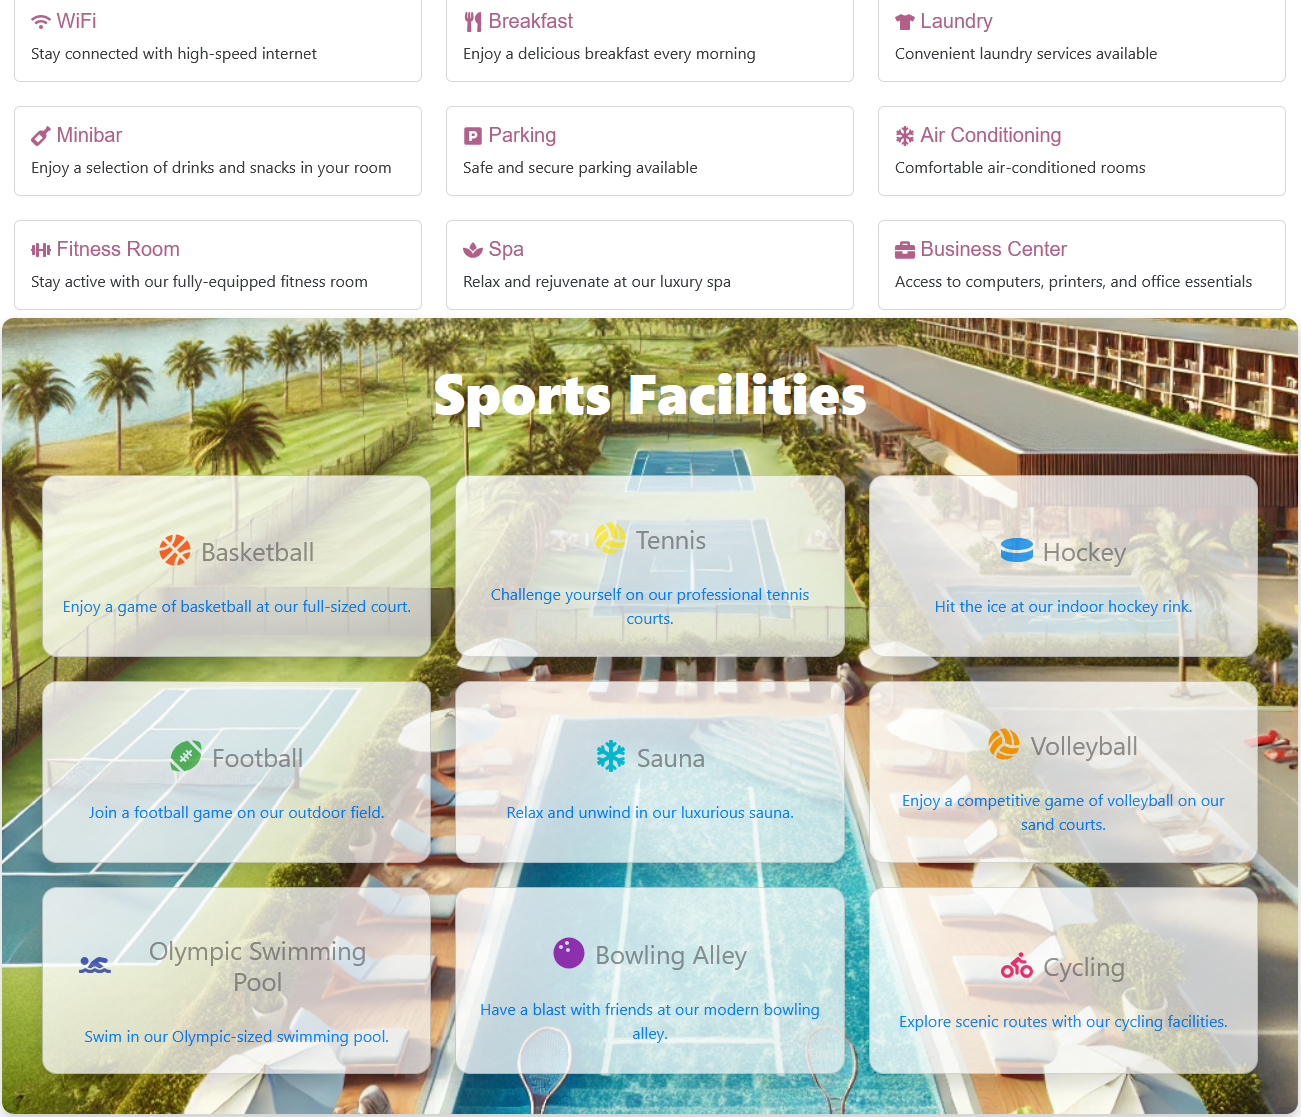 WiFi
Stay connected with high-speed internet
Breakfast
Enjoy a delicious breakfast every morning
Laundry
Convenient laundry services available
Minibar
Enjoy a selection of drinks and snacks in your room
Parking
Safe and secure parking available
Air Conditioning
Comfortable air-conditioned rooms
Fitness Room
Stay active with our fully-equipped fitness room
Spa
Relax and rejuvenate at our luxury spa
Business Center
Access to computers, printers, and office essentials
Sports Facilities
Basketball
Enjoy a game of basketball at our full-sized court.
Tennis
Challenge yourself on our professional tennis
courts.
Hockey
Hit the ice at our indoor hockey rink.
Football
Join a football game on our outdoor field.
Sauna
Relax and unwind in our luxurious sauna.
Volleyball
Enjoy a competitive game of volleyball on our
sand courts.
Olympic Swimming
Pool
Swim in our Olympic-sized swimming pool.
Bowling Alley
Have a blast with friends at our modern bowling
alley.
Cycling
Explore scenic routes with our cycling facilities.